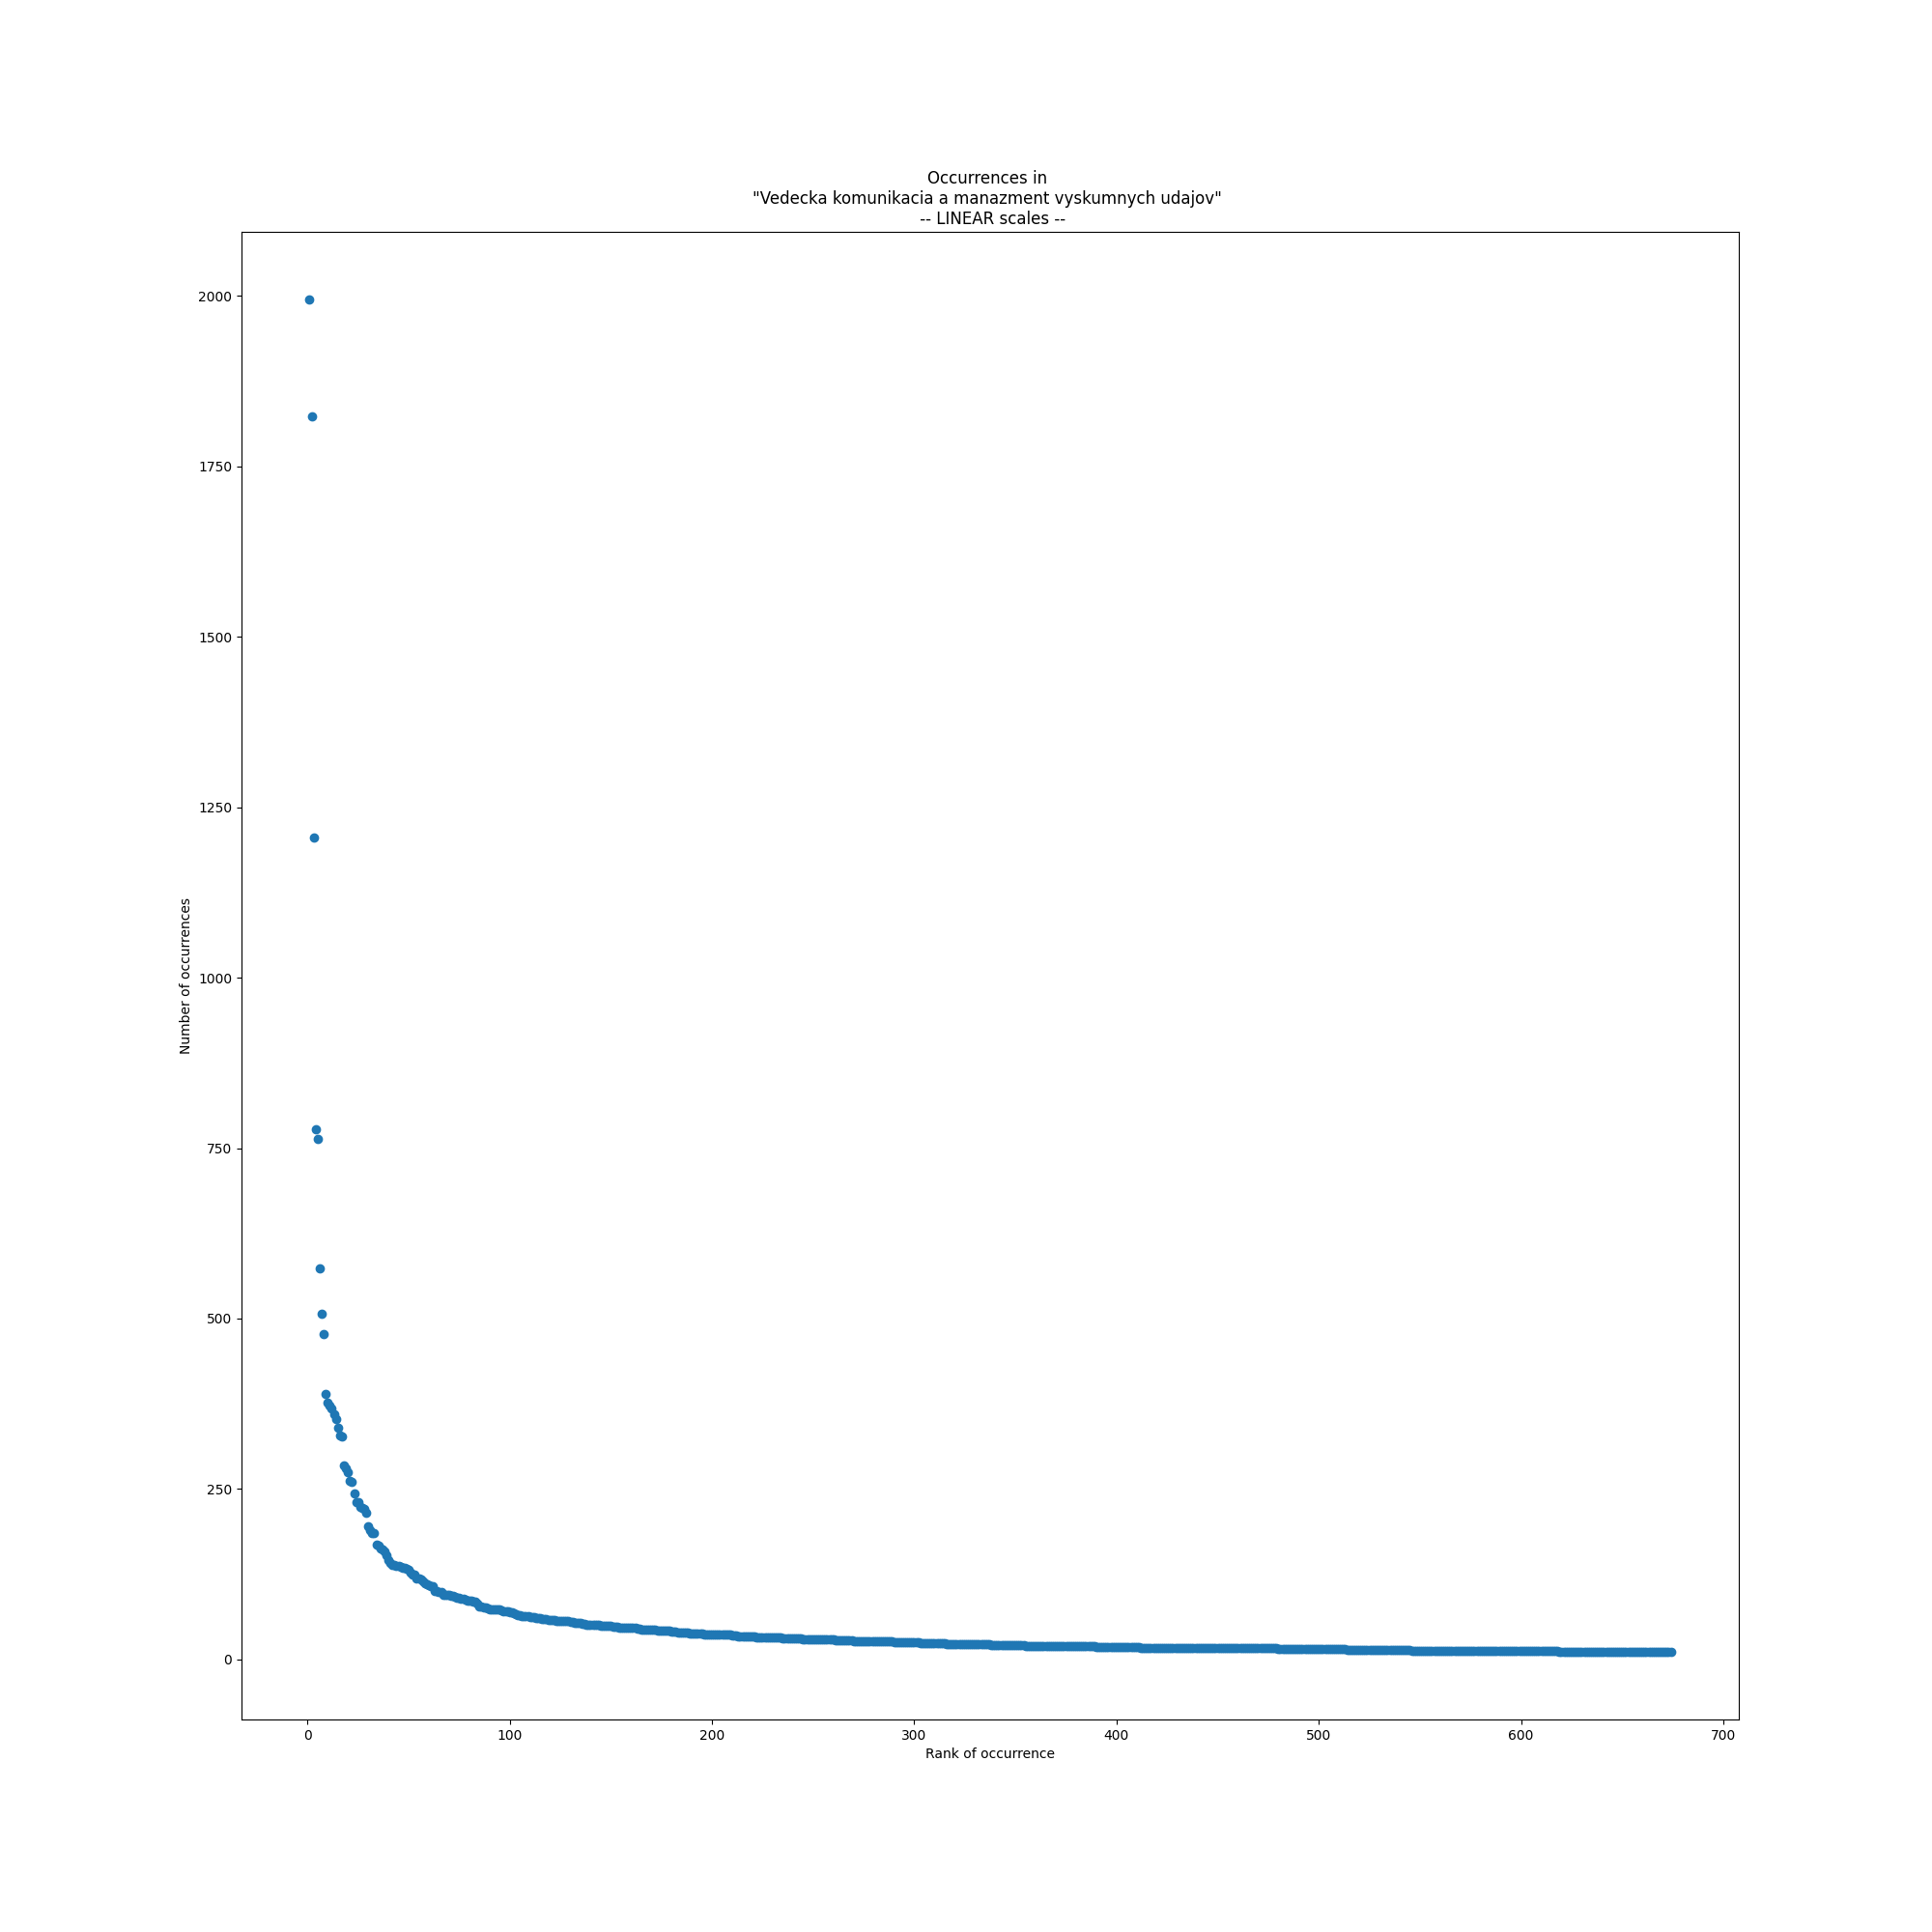 Occurrences in
"Vedecka komunikacia a manazment vyskumnych udajov"
-- LINEAR scales --
2000
1750
1500
1250
1000
750
500
250
0
Number of occurrences
0 100 200 300 400 500 600 700
Rank of occurrence